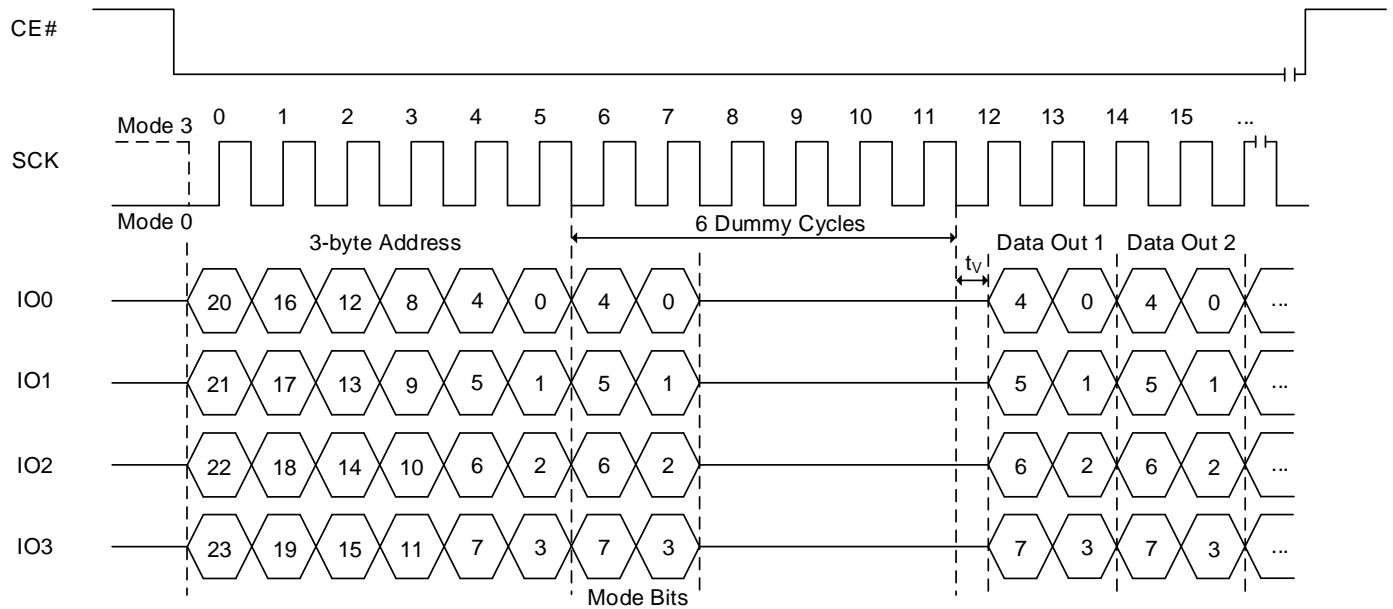 CE#
0 1 2 3 4 5 6 7 8 9 10 11 12 13 14 15 ...
Mode 3
SCK
Mode 0
6 Dummy Cycles
3-byte Address Data Out 1 Data Out 2
tV
IO0 20 16 12 8 4 0 4 0 4 0 4 0 ...
IO1 21 17 13 9 5 1 5 1 5 1 5 1 ...
IO2 22 18 14 10 6 2 6 2 6 2 6 2 ...
IO3 23 19 15 11 7 3 7 3 7 3 7 3 ...
Mode Bits